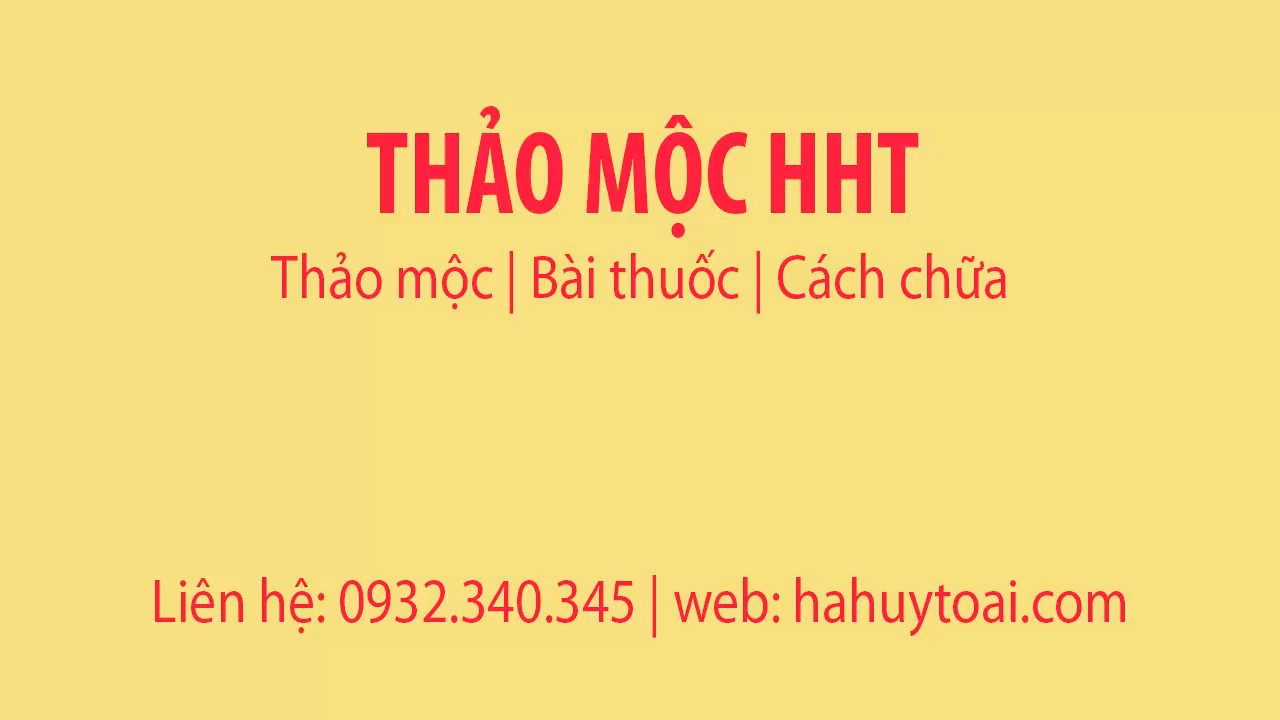 THẢO MỘC HHT
Thảo mộc | Bài thuốc | Cách chữa
Liên hệ: 0932.340.345 | web: hahuytoai.com